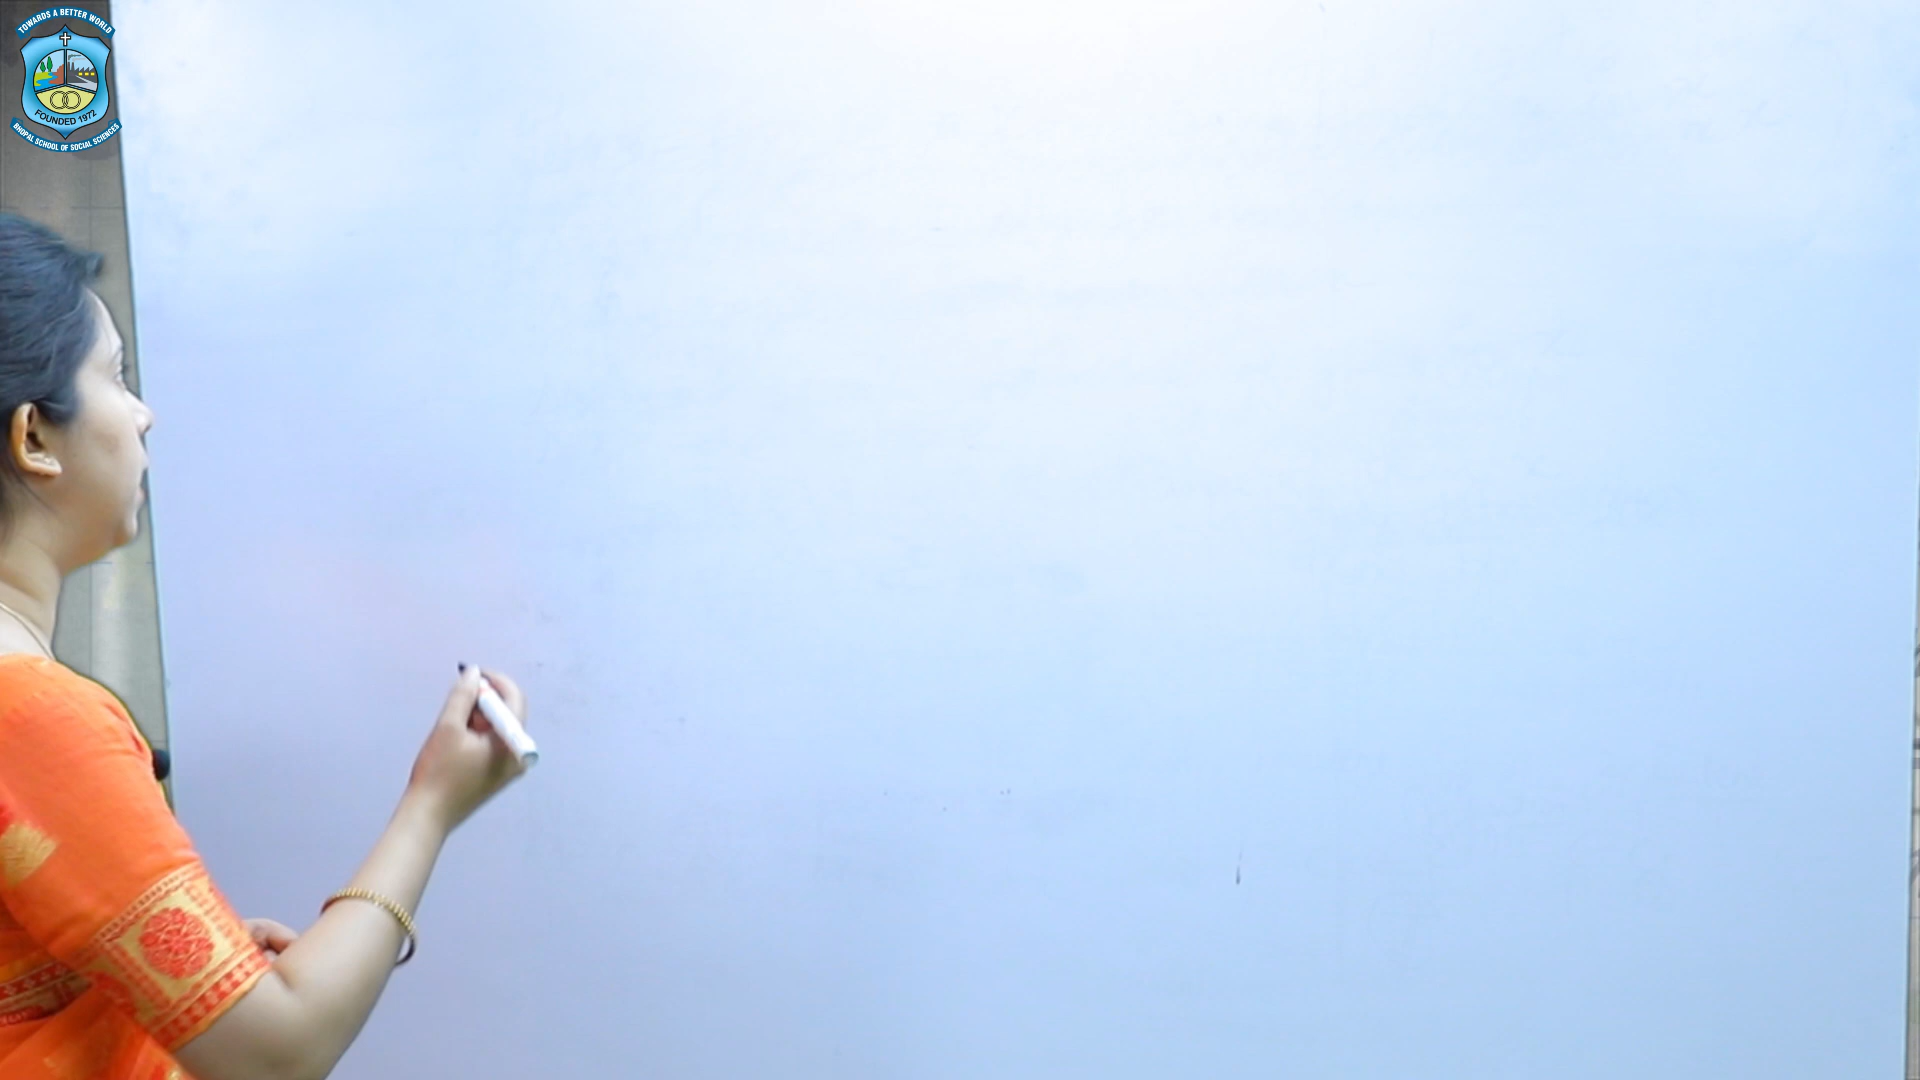 TOWARDS A BETTER WORLD
FOUNDED 1972
BHOPAL SCHOOL OF SOCIAL SCIENCES